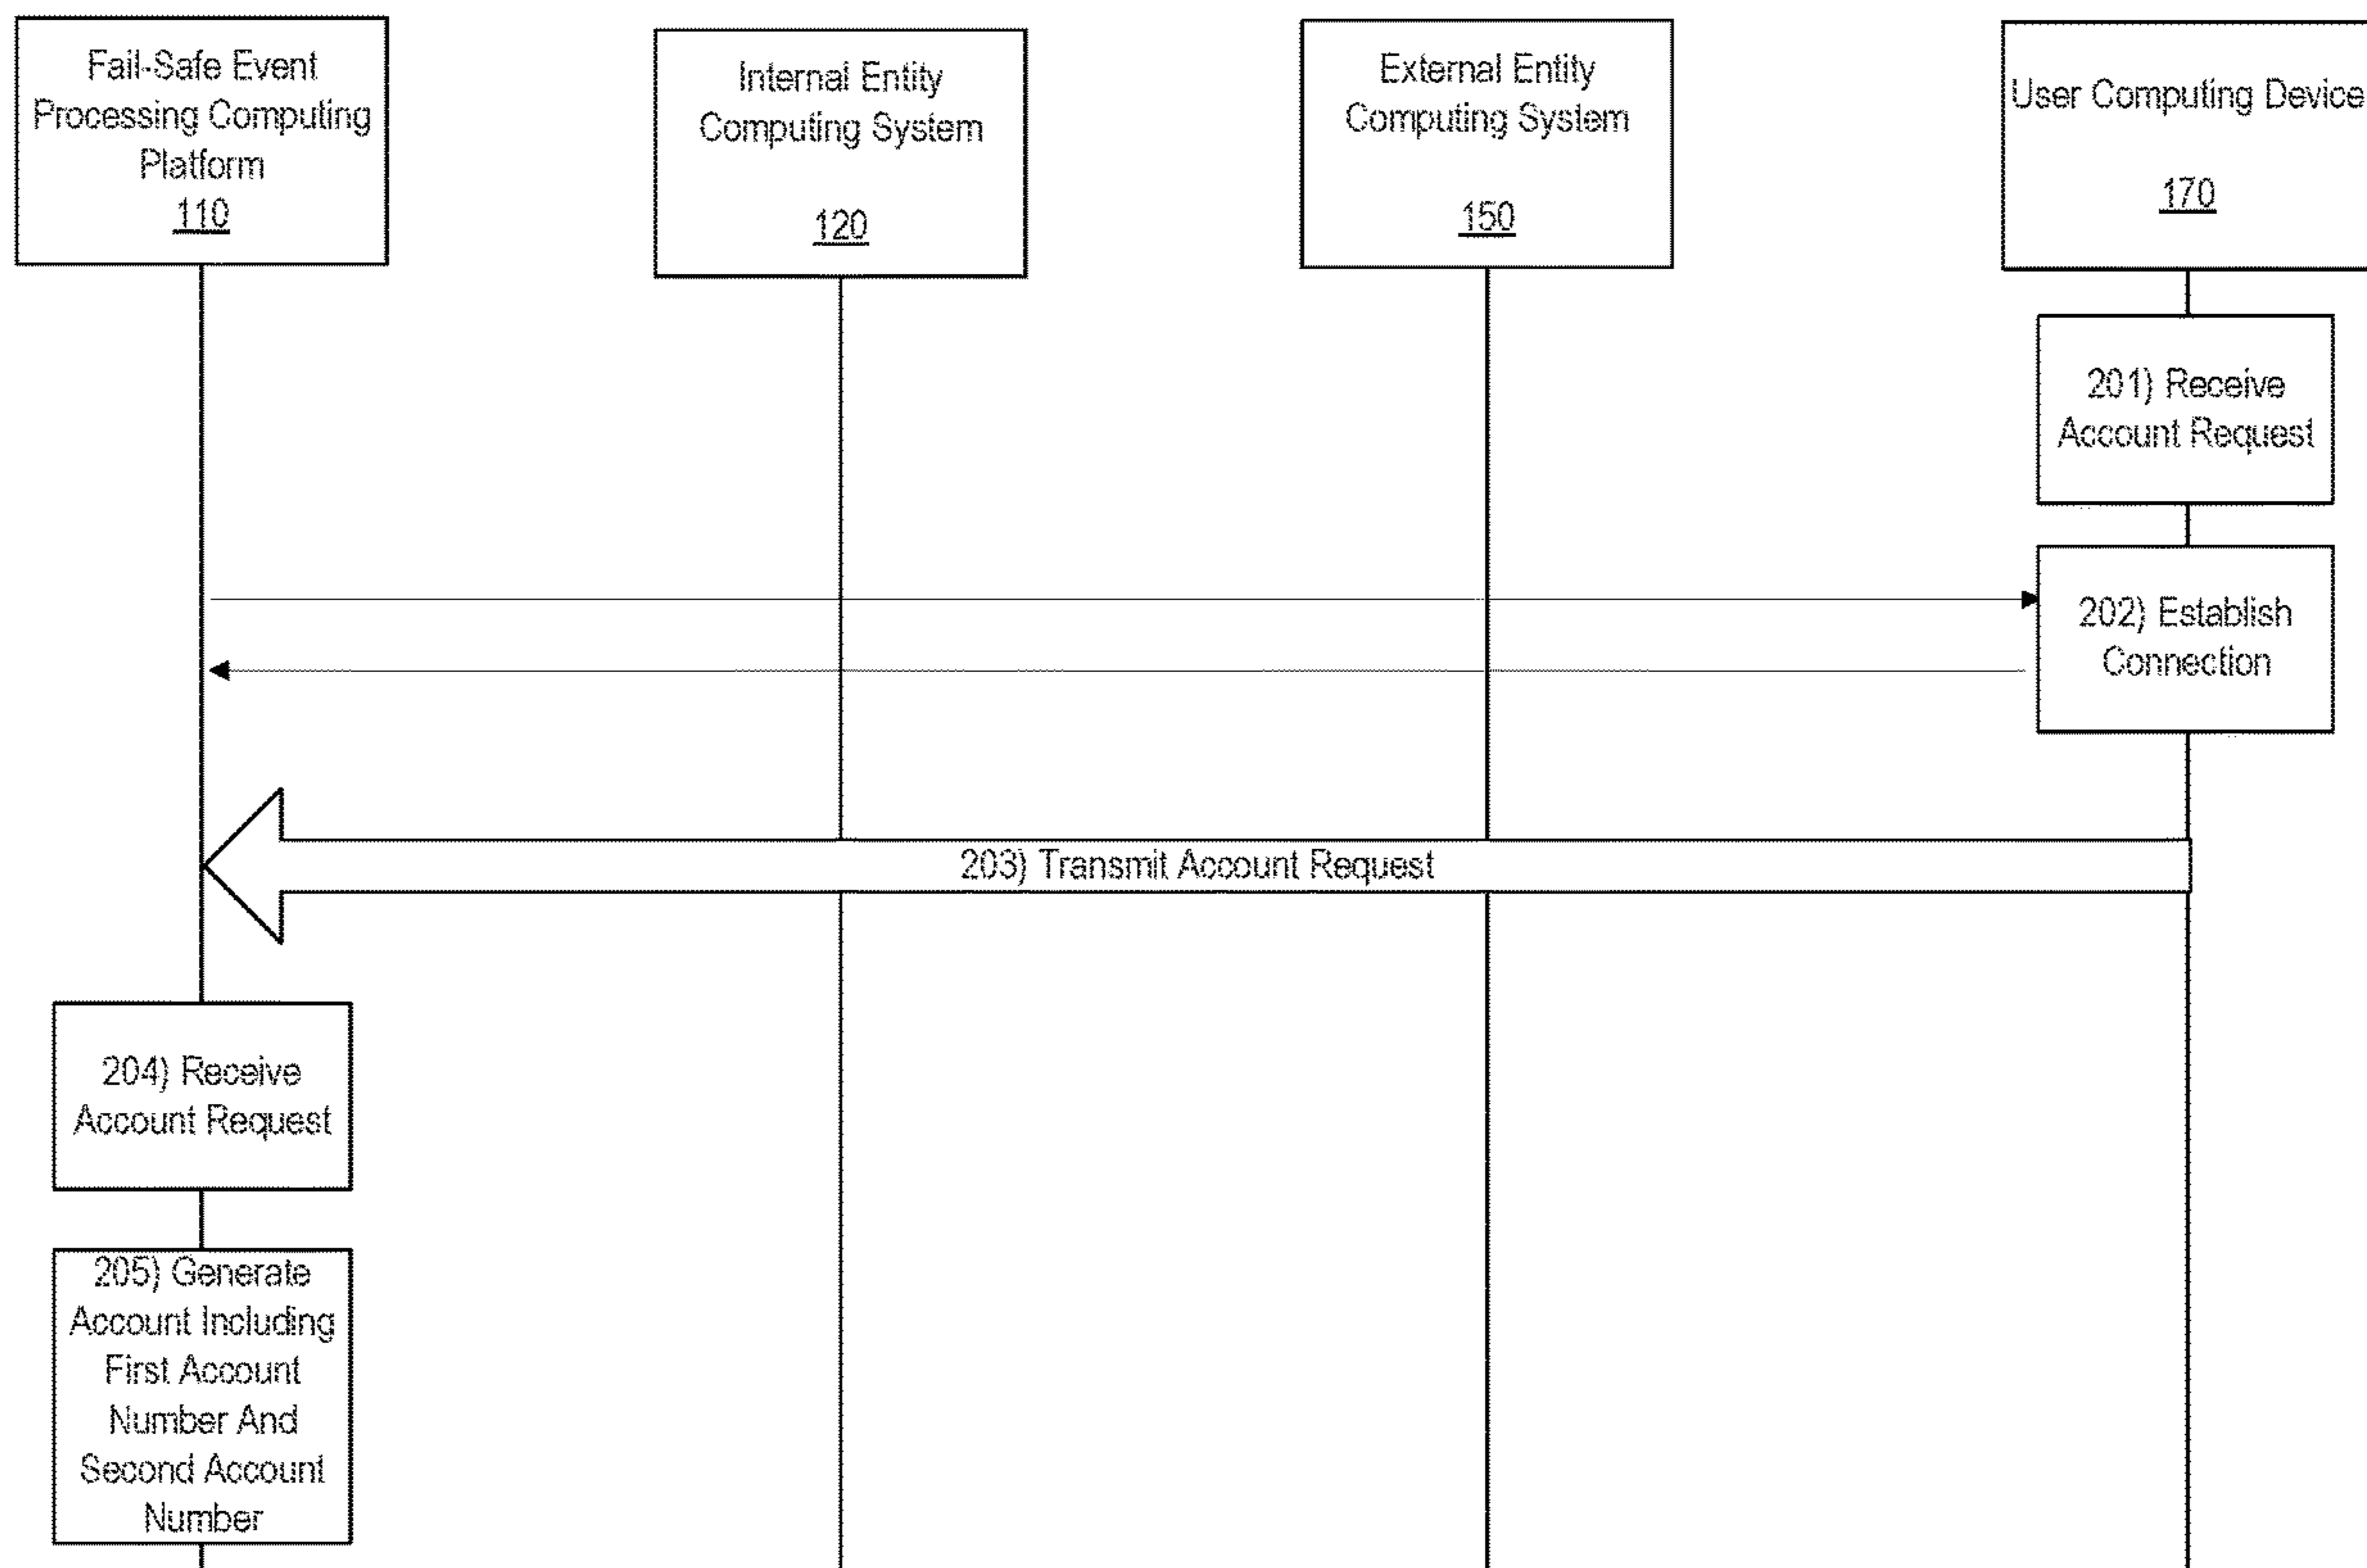 Fail-Safe Event
Processing Computing
Platform
110
Internal Entity
Computing System
120
External Entity
Computing System
150
User Computing Device
170
201) Receive
Account Request
202) Establish
Connection
203) Transmit Account Request
204) Receive
Account Request
205) Generate
Account Including
First Account
Number And
Second Account
Number